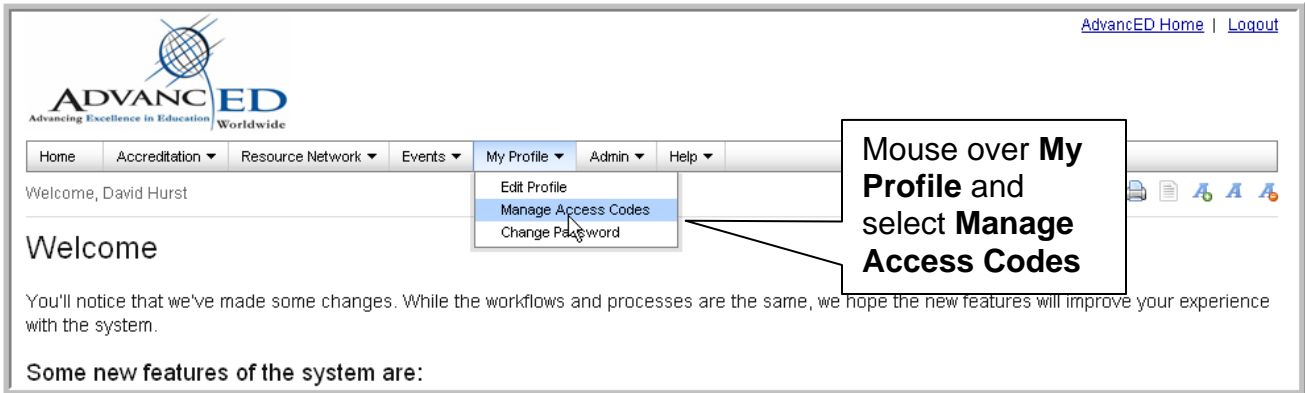 AdvancED Home | Logout
ADVANCED
Advancing Excellence in Education Worldwide
Home Accreditation ▼ Resource Network ▼ Events ▼ My Profile ▼ Admin ▼ Help ▼
Welcome, David Hurst
Edit Profile
Manage Access Codes
Change Password
Mouse over My
Profile and
select Manage
Access Codes
A A A
Welcome
You'll notice that we've made some changes. While the workflows and processes are the same, we hope the new features will improve your experience
with the system.
Some new features of the system are: